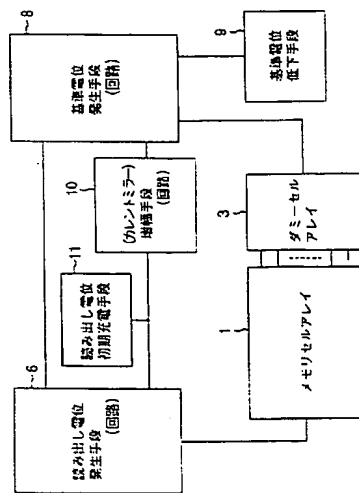 6
読み出し電位
発生手段
(回路)
11
読み出し電位
初期充電手段
10
(カレントミラー)
増幅手段
(回路)
8
基準電位
発生手段
(回路)
9
基準電位
低下手段
1
メモリセルアレイ
3
ダミーセル
アレイ